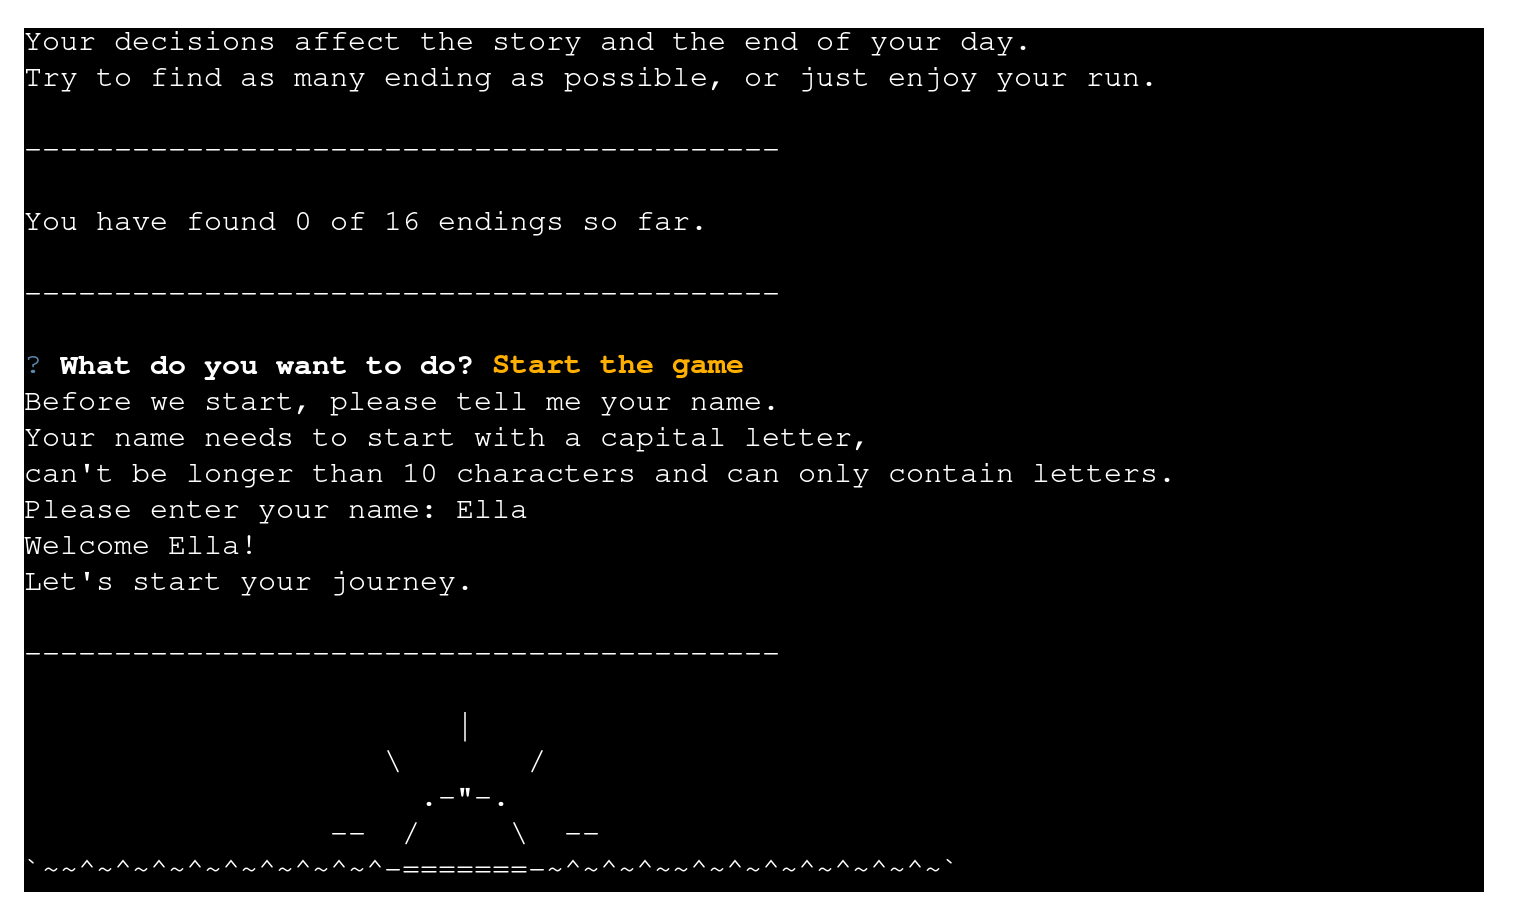 Your decisions affect the story and the end of your day.
Try to find as many ending as possible, or just enjoy your run.
------------------------------------------
You have found 0 of 16 endings so far.
------------------------------------------
? What do you want to do? Start the game
Before we start, please tell me your name.
Your name needs to start with a capital letter,
can't be longer than 10 characters and can only contain letters.
Please enter your name: Ella
Welcome Ella!
Let's start your journey.
------------------------------------------
                        |
                    \       /
                      .-"-.
                 --  /     \  --
`~~^~^~^~^~^~^~^~^~^-=======-~^~^~^~~^~^~^~^~^~^~^~`